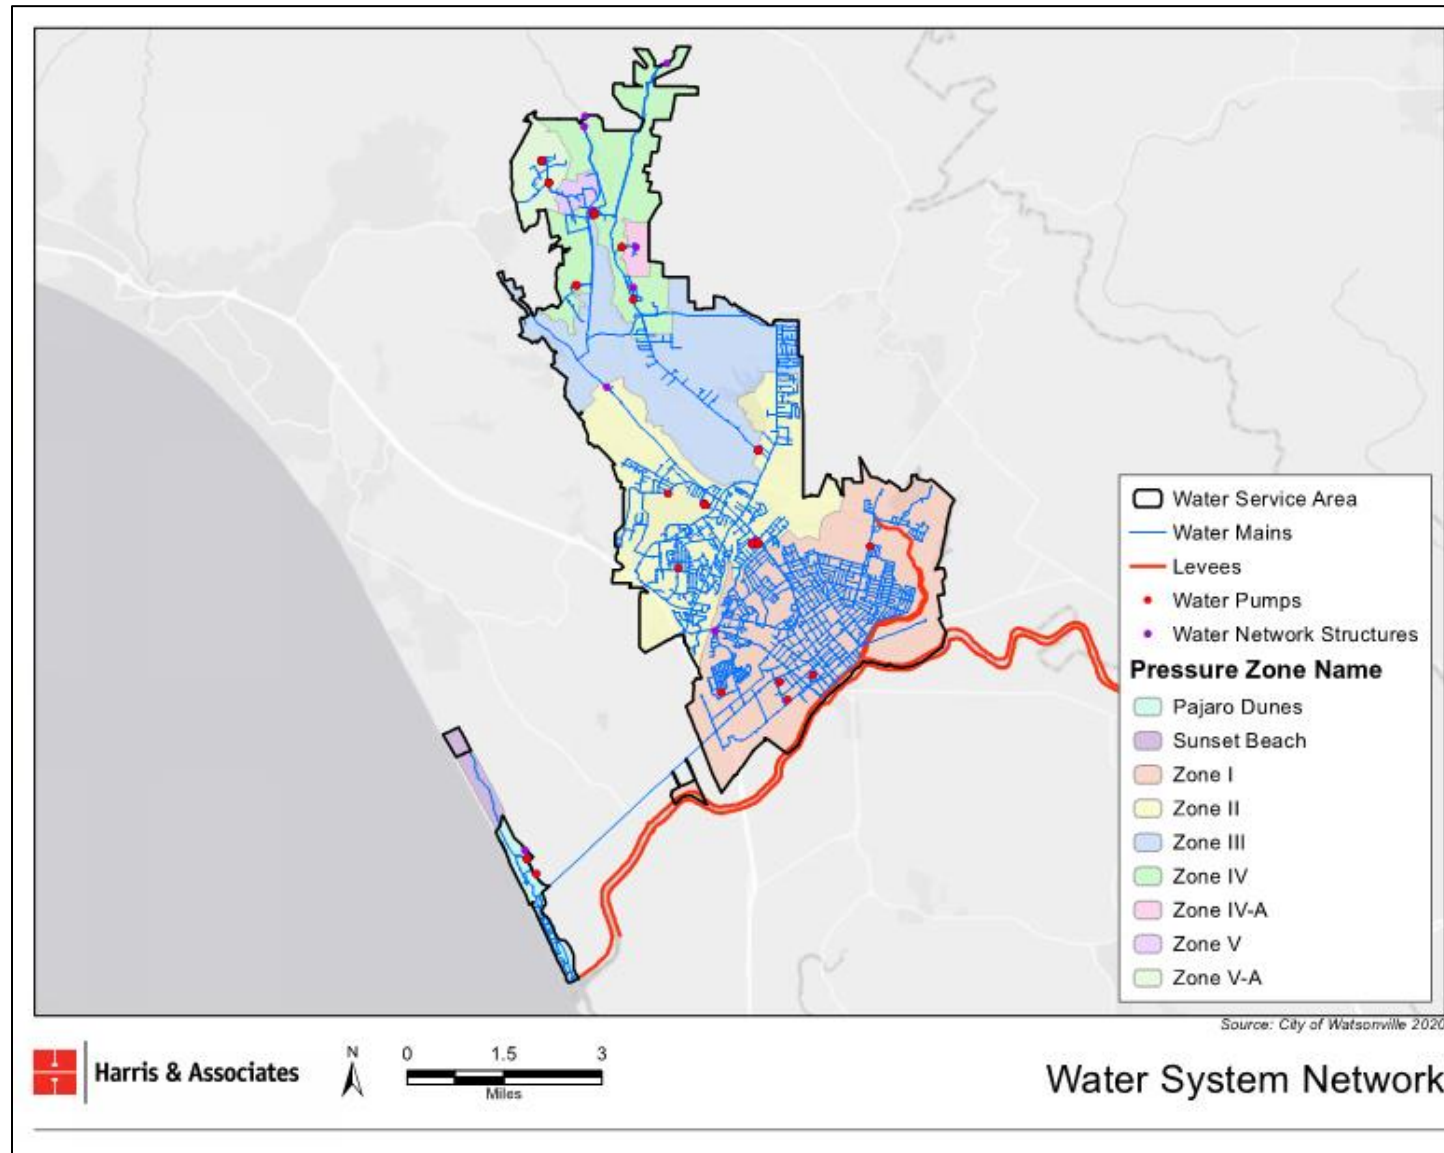 Water Service Area
Water Mains
Levees
Water Pumps
Water Network Structures
Pressure Zone Name
Pajaro Dunes
Sunset Beach
Zone I
Zone II
Zone III
Zone IV
Zone IV-A
Zone V
Zone V-A
Source: City of Watsonville 2020
Harris & Associates
N
0 1.5 3
Miles
Water System Network